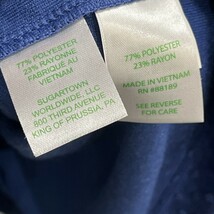 77% POLYESTER
23% RAYONNE
FABRIQUÉ AU
VIETNAM
SUGARTOWN
WORLDWIDE, LLC
800 THIRD AVENUE
KING OF PRUSSIA, PA
77% POLYESTER
23% RAYON
MADE IN VIETNAM
RN #88189
SEE REVERSE
FOR CARE